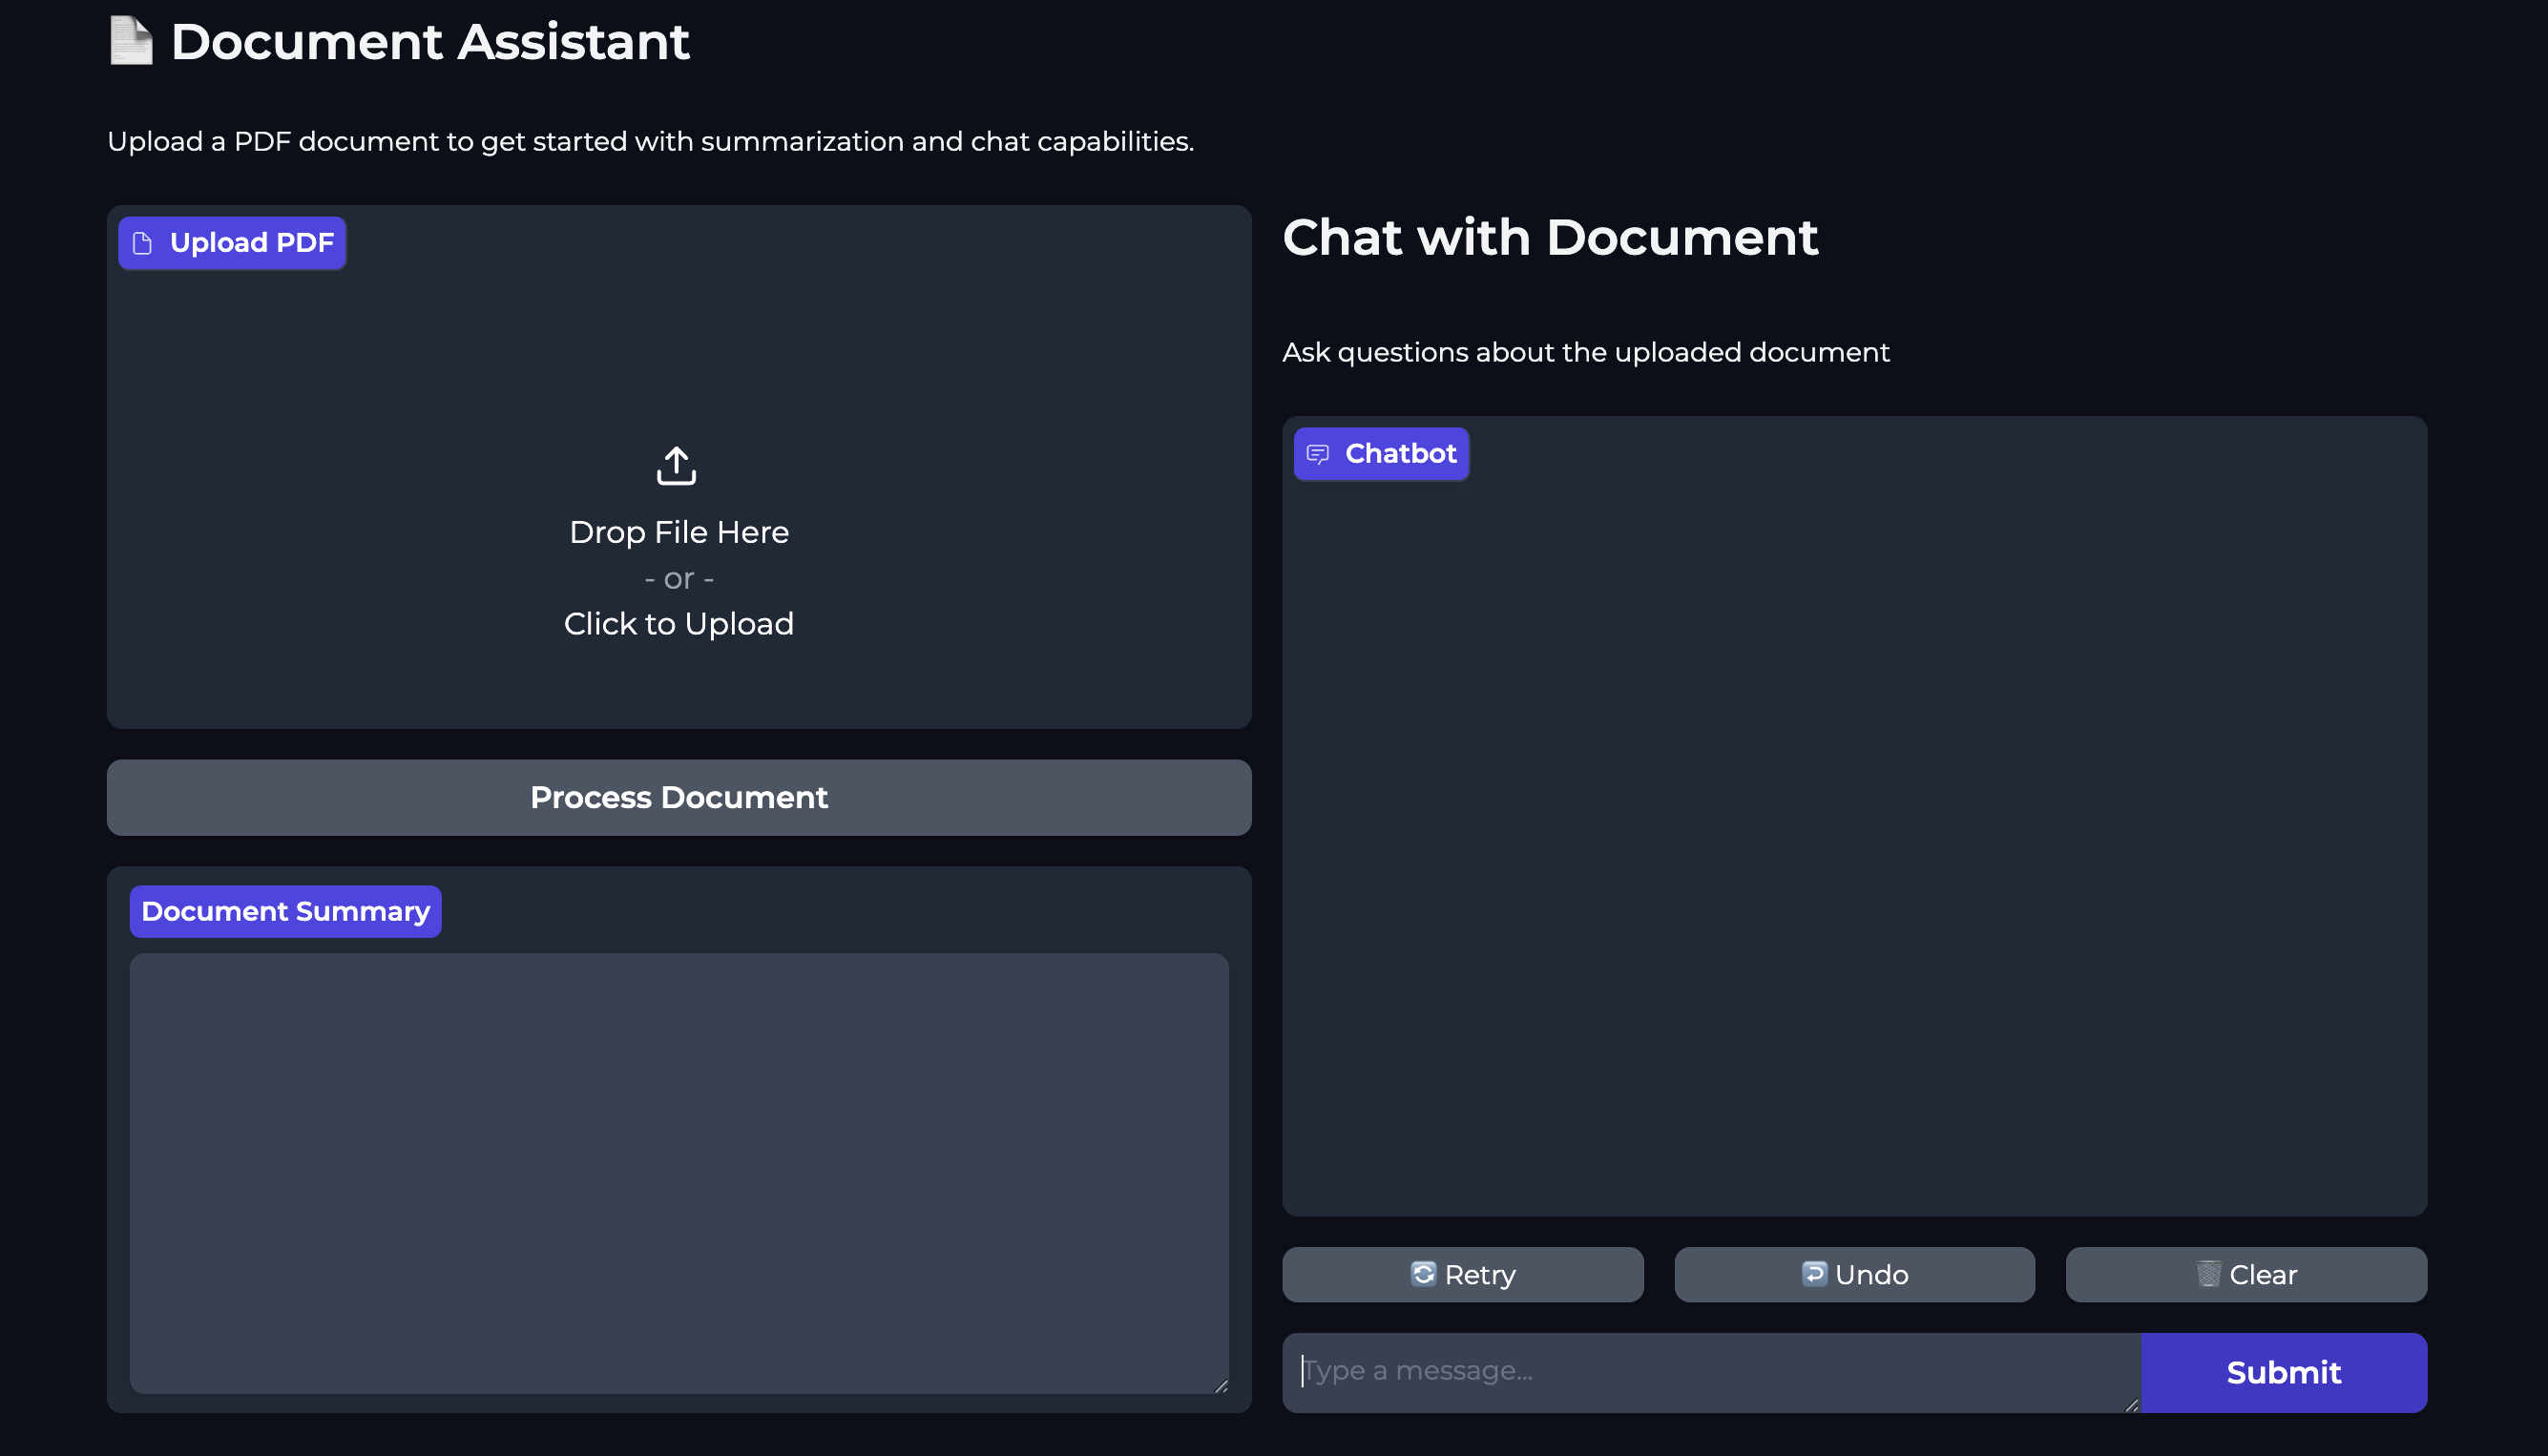 Document Assistant
Upload a PDF document to get started with summarization and chat capabilities.
Upload PDF
Drop File Here
- or -
Click to Upload
Process Document
Document Summary
Chat with Document
Ask questions about the uploaded document
Chatbot
Retry
Undo
Clear
Type a message...
Submit